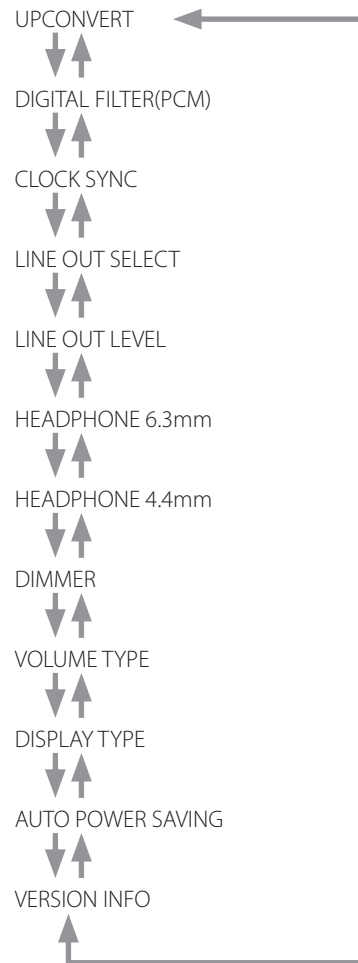 UPCONVERT
DIGITAL FILTER(PCM)
CLOCK SYNC
LINE OUT SELECT
LINE OUT LEVEL
HEADPHONE 6.3mm
HEADPHONE 4.4mm
DIMMER
VOLUME TYPE
DISPLAY TYPE
AUTO POWER SAVING
VERSION INFO